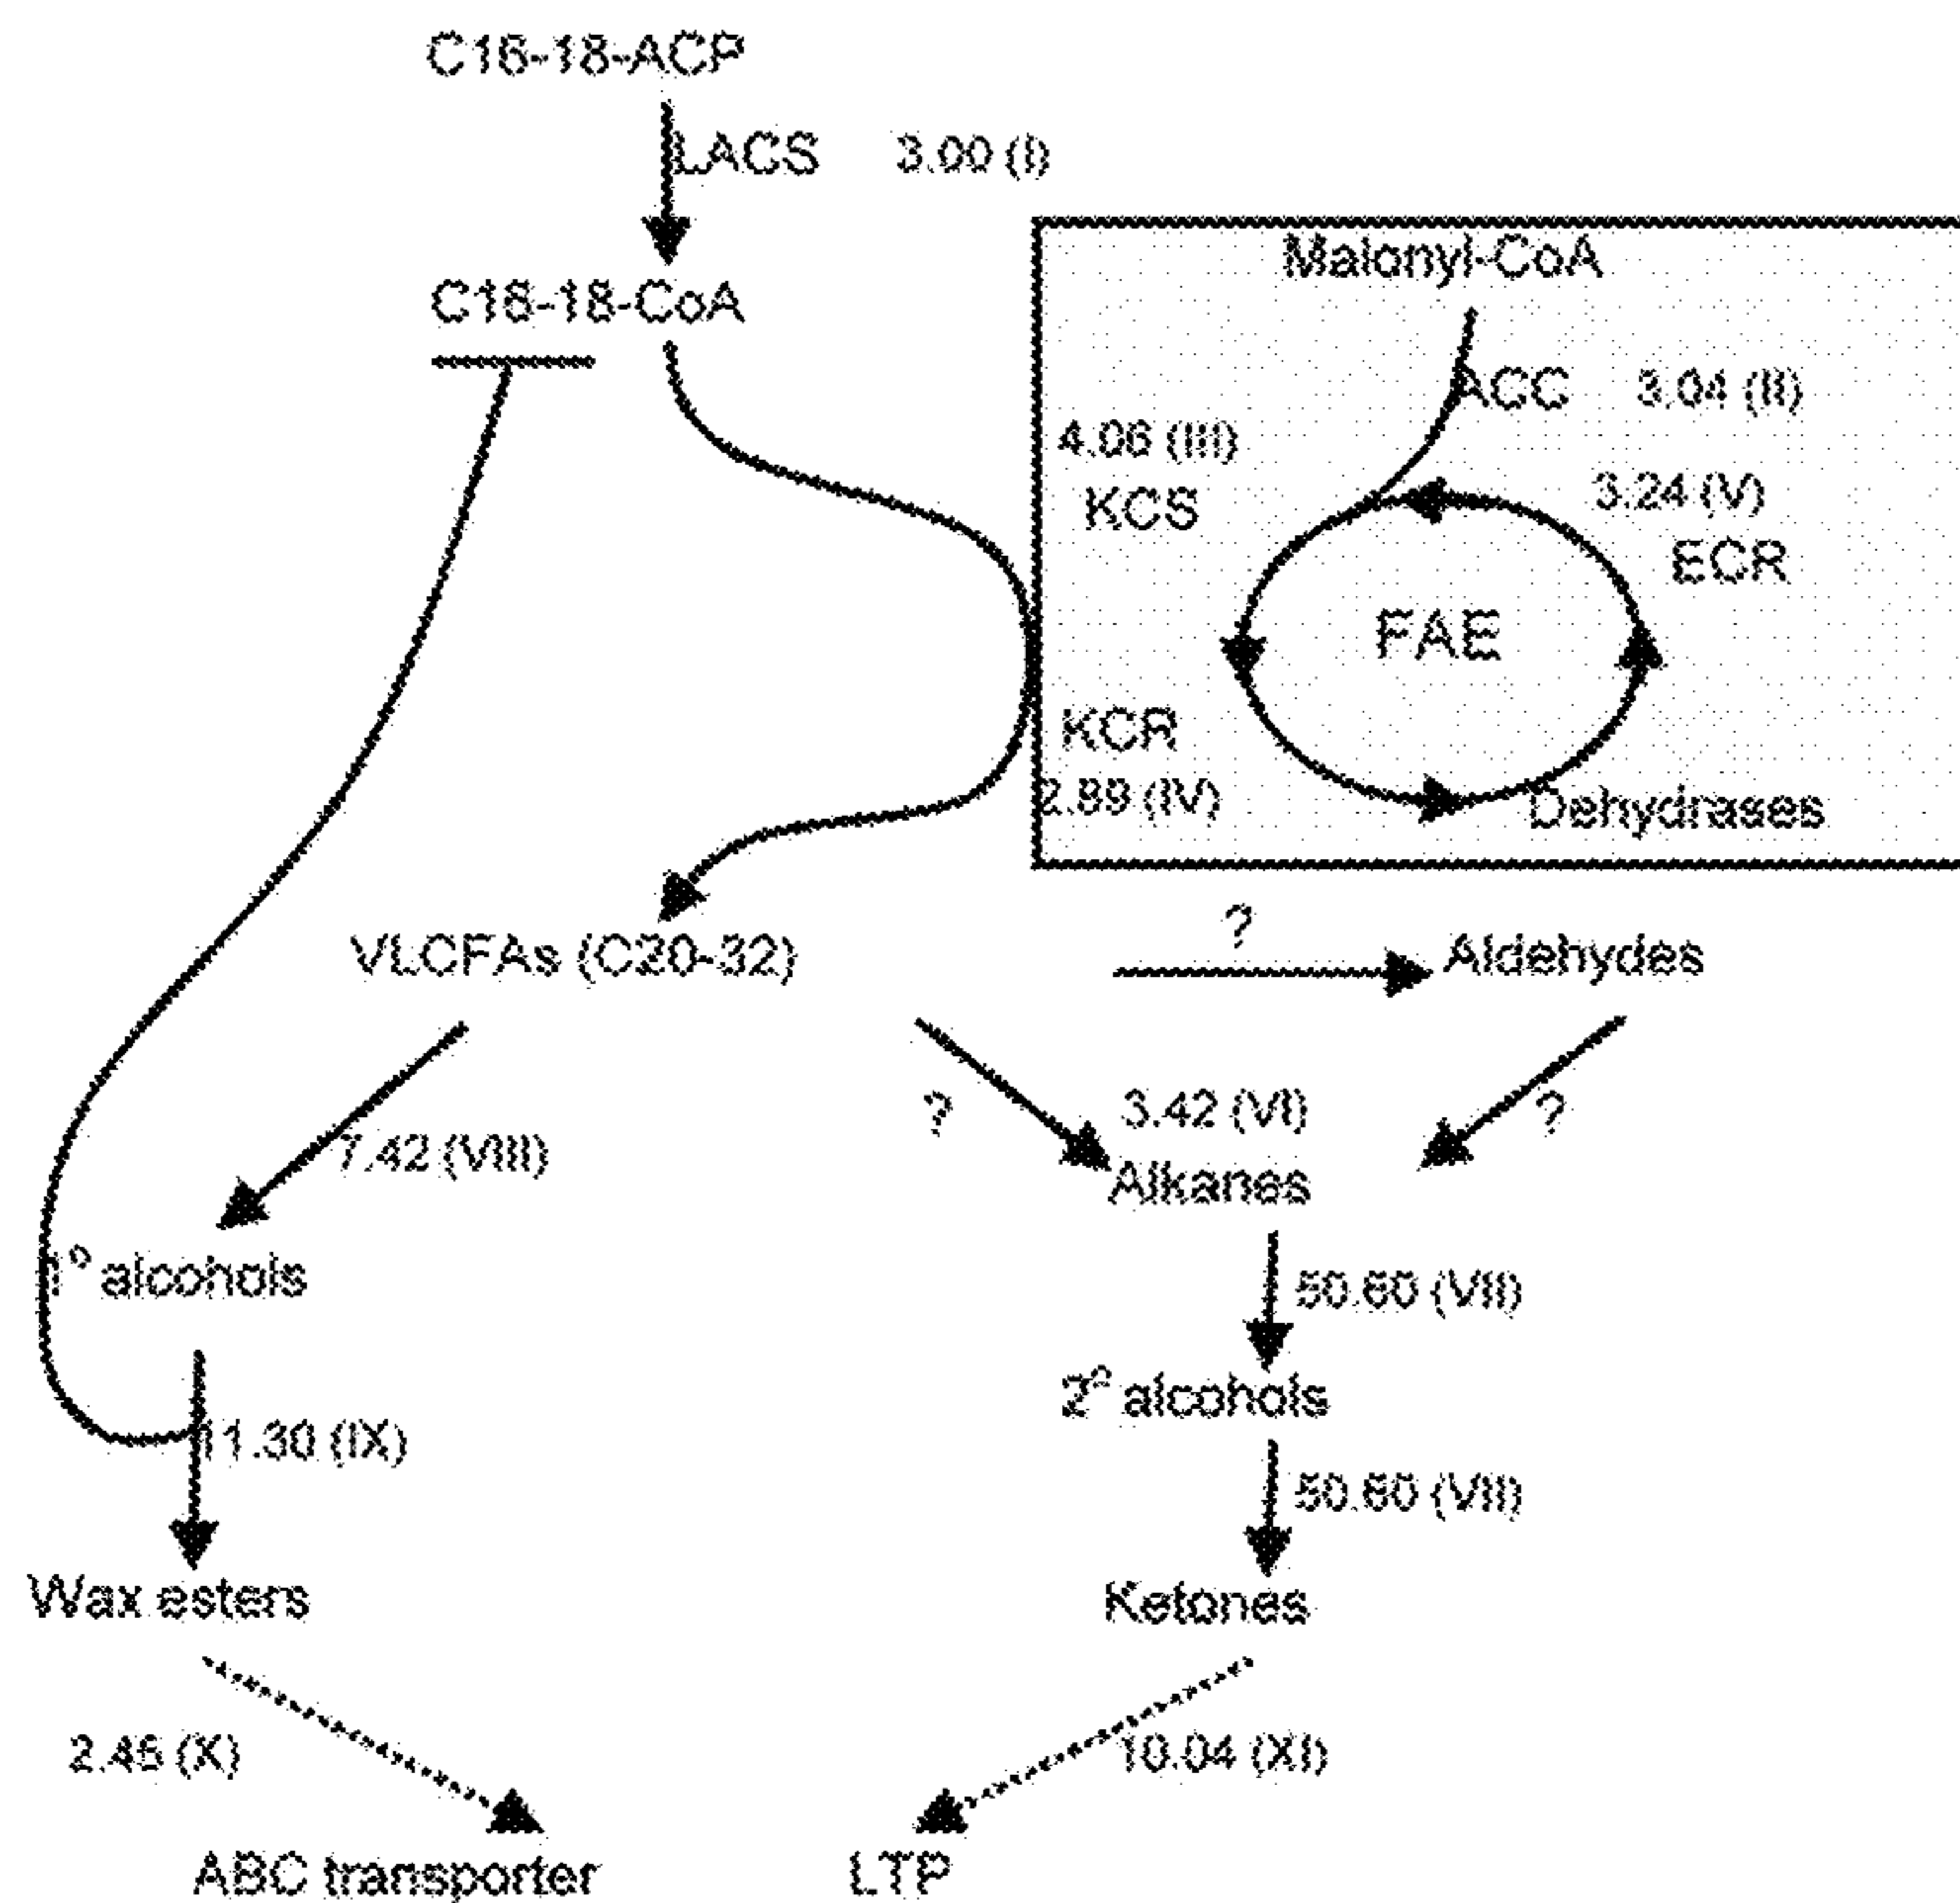 C16-18-ACP
LACS 3.00 (I)
C16-18-CoA
Malonyl-CoA
ACC 3.04 (II)
4.06 (III)
KCS
3.24 (V)
ECR
FAE
KCR
2.89 (IV)
Dehydrases
VLCFAs (C20-32)
?
Aldehydes
7.42 (VIII)
?
3.42 (VI)
?
Alkanes
1° alcohols
50.60 (VII)
2° alcohols
11.30 (IX)
50.60 (VII)
Wax esters
Ketones
2.46 (X)
10.04 (XI)
ABC transporter
LTP